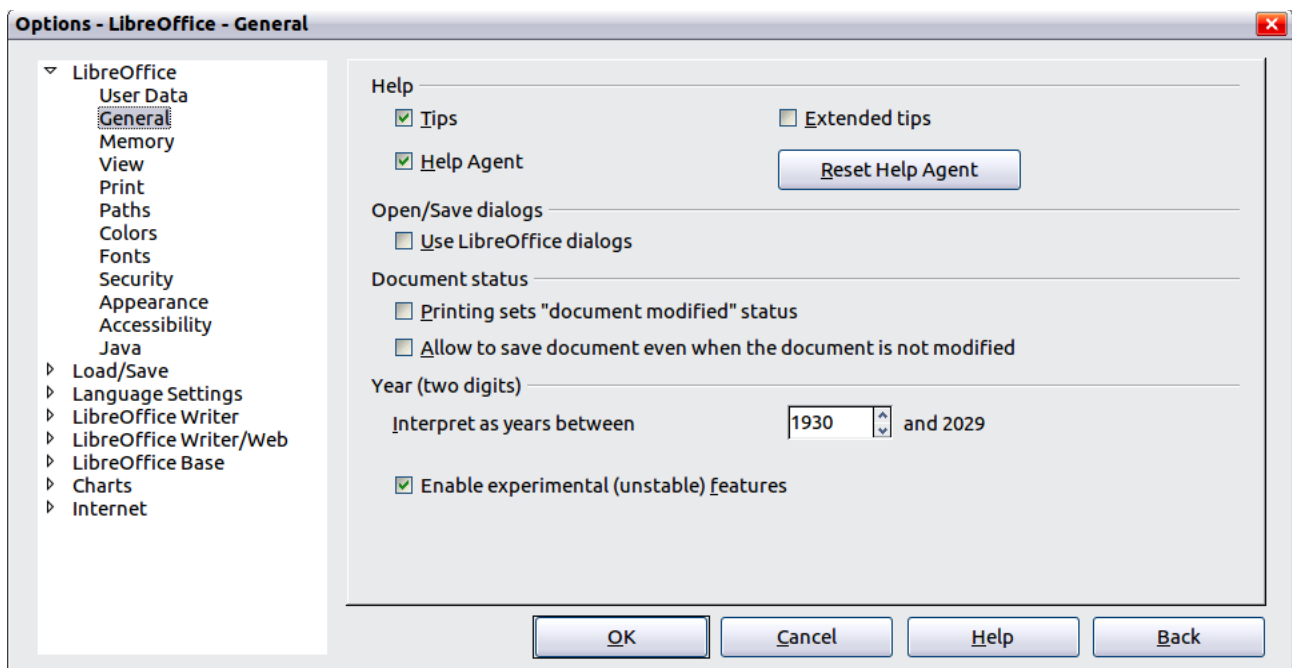 Options - LibreOffice - General
LibreOffice
User Data
General
Memory
View
Print
Paths
Colors
Fonts
Security
Appearance
Accessibility
Java
Load/Save
Language Settings
LibreOffice Writer
LibreOffice Writer/Web
LibreOffice Base
Charts
Internet
Help
Tips Extended tips
Help Agent Reset Help Agent
Open/Save dialogs
Use LibreOffice dialogs
Document status
Printing sets "document modified" status
Allow to save document even when the document is not modified
Year (two digits)
Interpret as years between 1930 and 2029
Enable experimental (unstable) features
OK Cancel Help Back